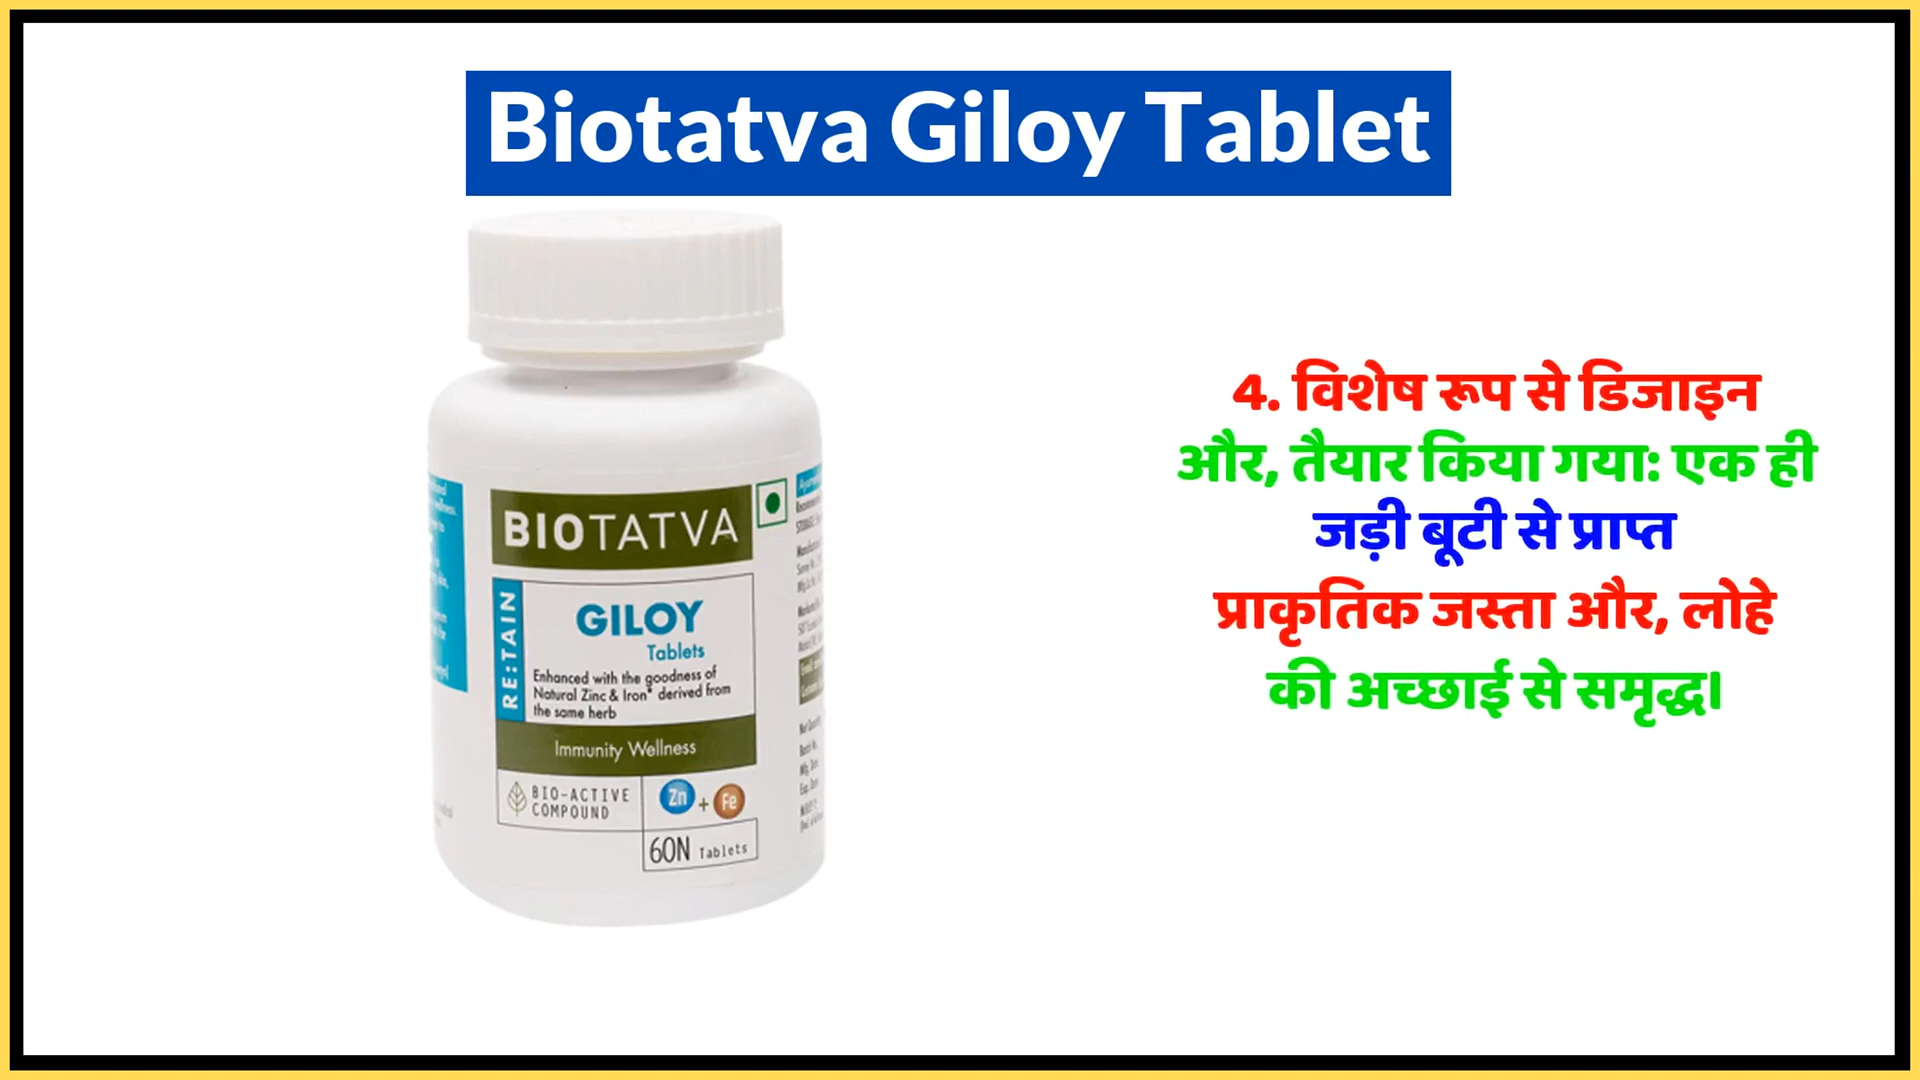 Biotatva Giloy Tablet
BIOTATVA
RE:TAIN
GILOY
Tablets
Enhanced with the goodness of
Natural Zinc & Iron* derived from
the same herb
Immunity Wellness
BIO-ACTIVE
COMPOUND
Zn + Fe
60N Tablets
4. विशेष रूप से डिजाइन
और, तैयार किया गया: एक ही
जड़ी बूटी से प्राप्त
प्राकृतिक जस्ता और, लोहे
की अच्छाई से समृद्ध।